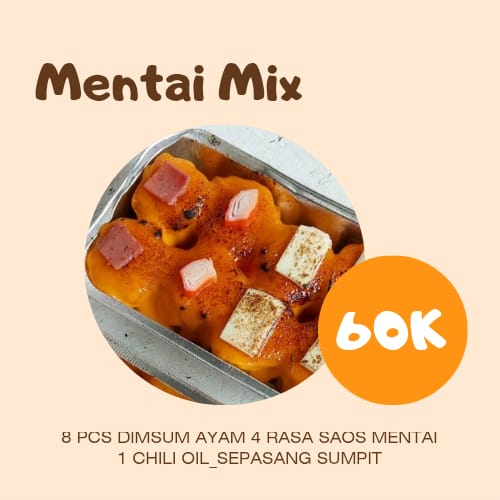 Mentai Mix
60K
8 PCS DIMSUM AYAM 4 RASA SAOS MENTAI
1 CHILI OIL_SEPASANG SUMPIT